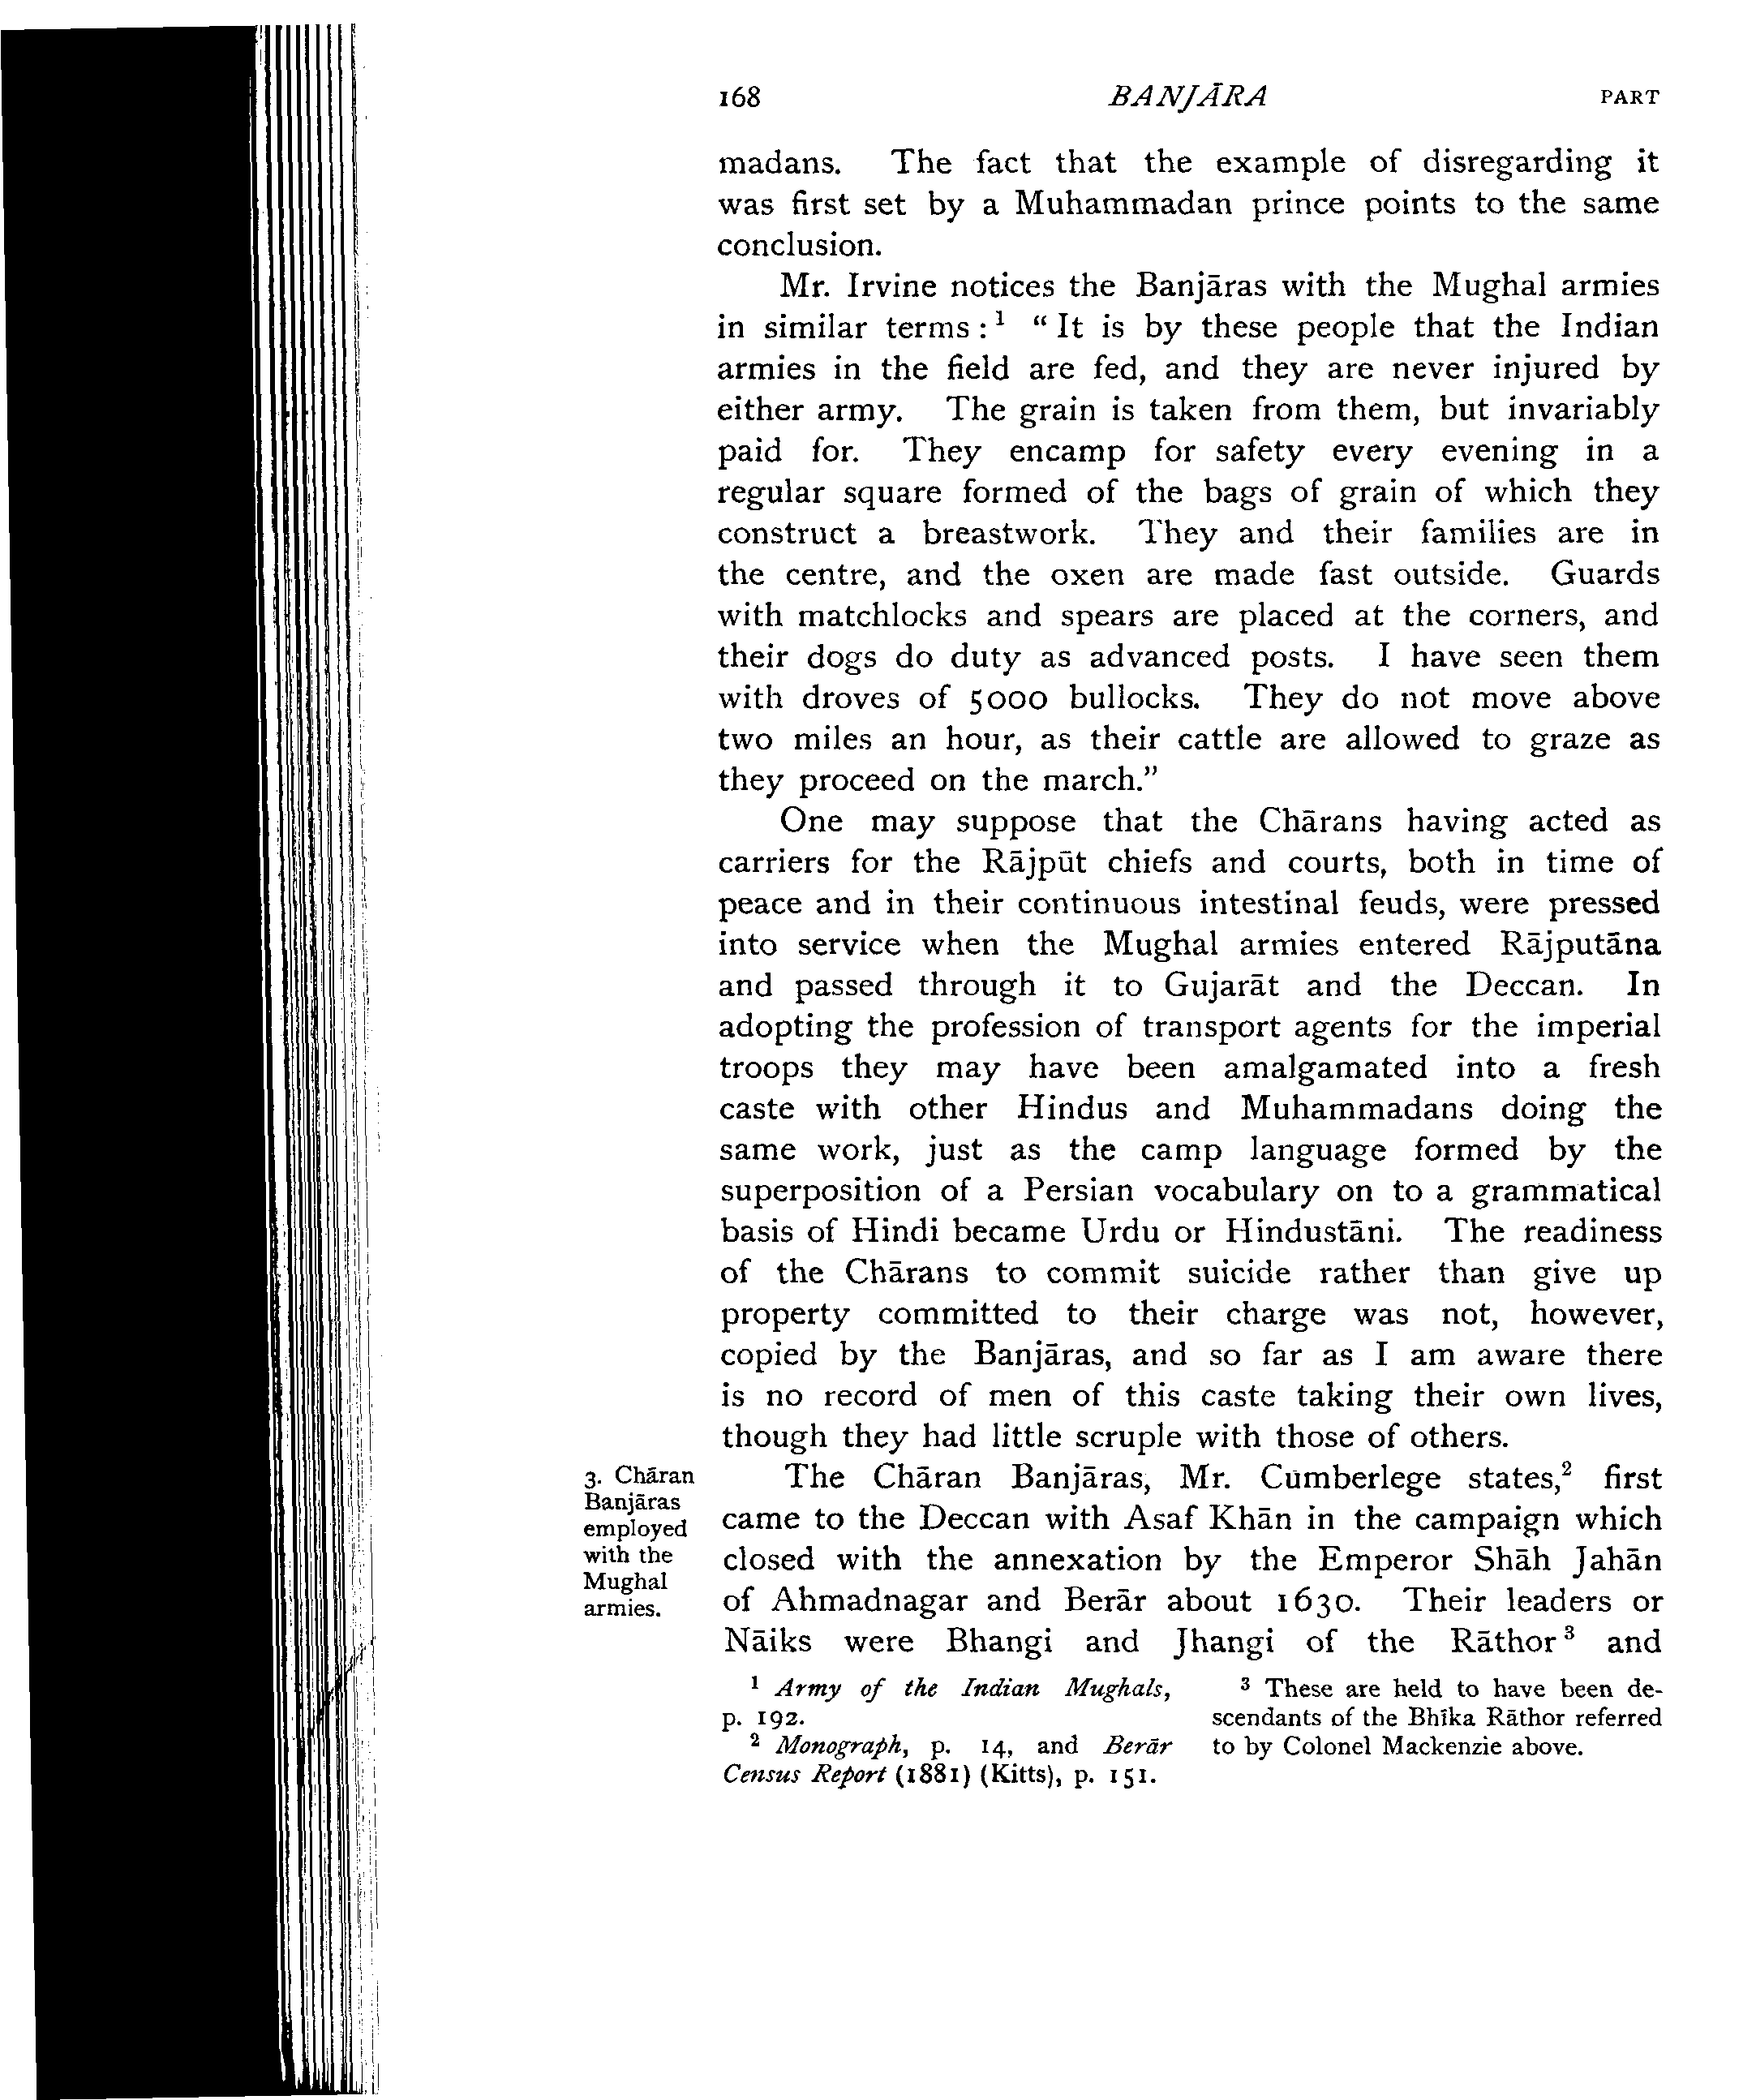 168 BANJĀRA PART
madans. The fact that the example of disregarding it
was first set by a Muhammadan prince points to the same
conclusion.
Mr. Irvine notices the Banjāras with the Mughal armies
in similar terms :¹ “It is by these people that the Indian
armies in the field are fed, and they are never injured by
either army. The grain is taken from them, but invariably
paid for. They encamp for safety every evening in a
regular square formed of the bags of grain of which they
construct a breastwork. They and their families are in
the centre, and the oxen are made fast outside. Guards
with matchlocks and spears are placed at the corners, and
their dogs do duty as advanced posts. I have seen them
with droves of 5000 bullocks. They do not move above
two miles an hour, as their cattle are allowed to graze as
they proceed on the march.”
One may suppose that the Chārans having acted as
carriers for the Rājpūt chiefs and courts, both in time of
peace and in their continuous intestinal feuds, were pressed
into service when the Mughal armies entered Rājputāna
and passed through it to Gujarāt and the Deccan. In
adopting the profession of transport agents for the imperial
troops they may have been amalgamated into a fresh
caste with other Hindus and Muhammadans doing the
same work, just as the camp language formed by the
superposition of a Persian vocabulary on to a grammatical
basis of Hindi became Urdu or Hindustāni. The readiness
of the Chārans to commit suicide rather than give up
property committed to their charge was not, however,
copied by the Banjāras, and so far as I am aware there
is no record of men of this caste taking their own lives,
though they had little scruple with those of others.
3. Chāran
Banjāras
employed
with the
Mughal
armies.
The Chāran Banjāras, Mr. Cumberlege states,² first
came to the Deccan with Asaf Khān in the campaign which
closed with the annexation by the Emperor Shāh Jahān
of Ahmadnagar and Berār about 1630. Their leaders or
Nāiks were Bhangi and Jhangi of the Rāthor³ and
¹ Army of the Indian Mughals,
p. 192.
² Monograph, p. 14, and Berār
Census Report (1881) (Kitts), p. 151.
³ These are held to have been de-
scendants of the Bhīka Rāthor referred
to by Colonel Mackenzie above.